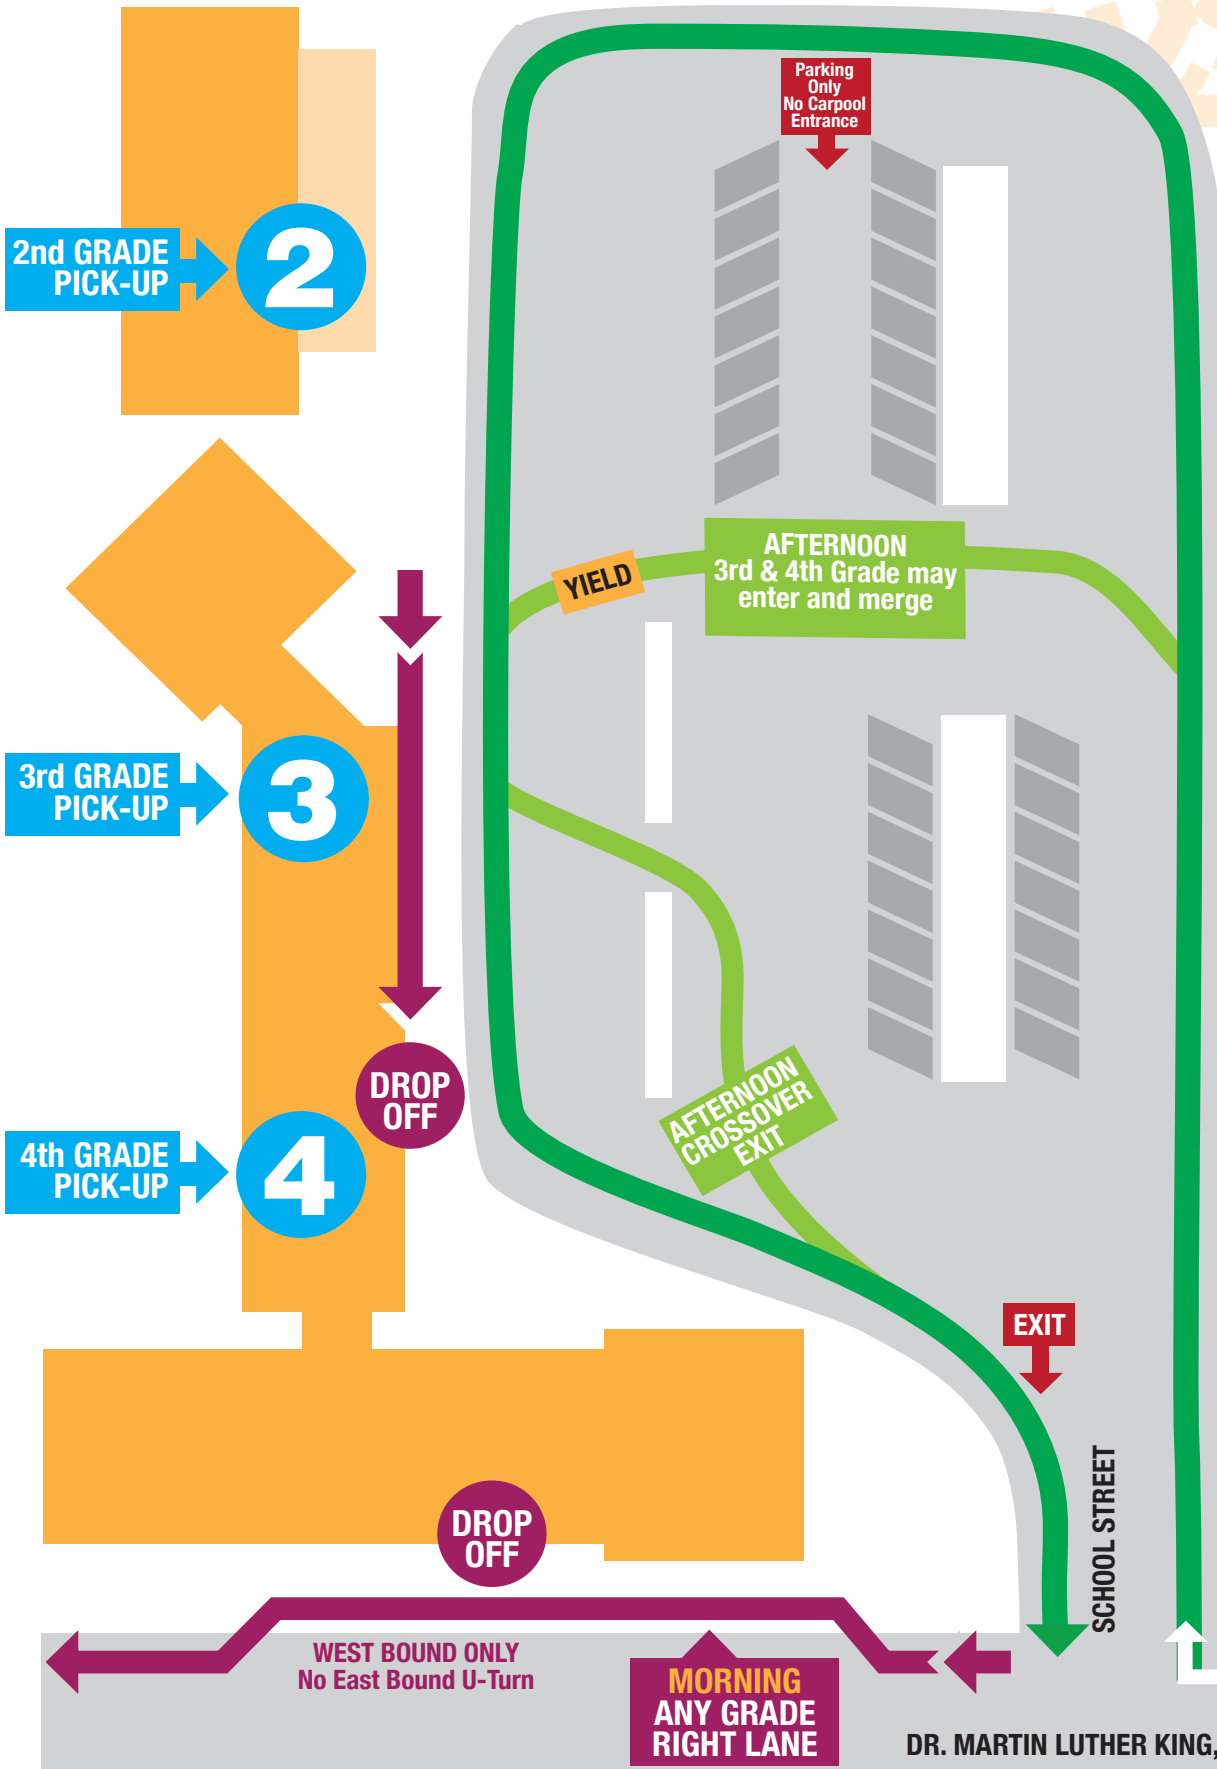 Parking
Only
No Carpool
Entrance
2nd GRADE
PICK-UP
2
AFTERNOON
3rd & 4th Grade may
enter and merge
YIELD
3rd GRADE
PICK-UP
3
DROP
OFF
AFTERNOON
CROSSOVER
EXIT
4th GRADE
PICK-UP
4
EXIT
SCHOOL STREET
DROP
OFF
WEST BOUND ONLY
No East Bound U-Turn
MORNING
ANY GRADE
RIGHT LANE
DR. MARTIN LUTHER KING,